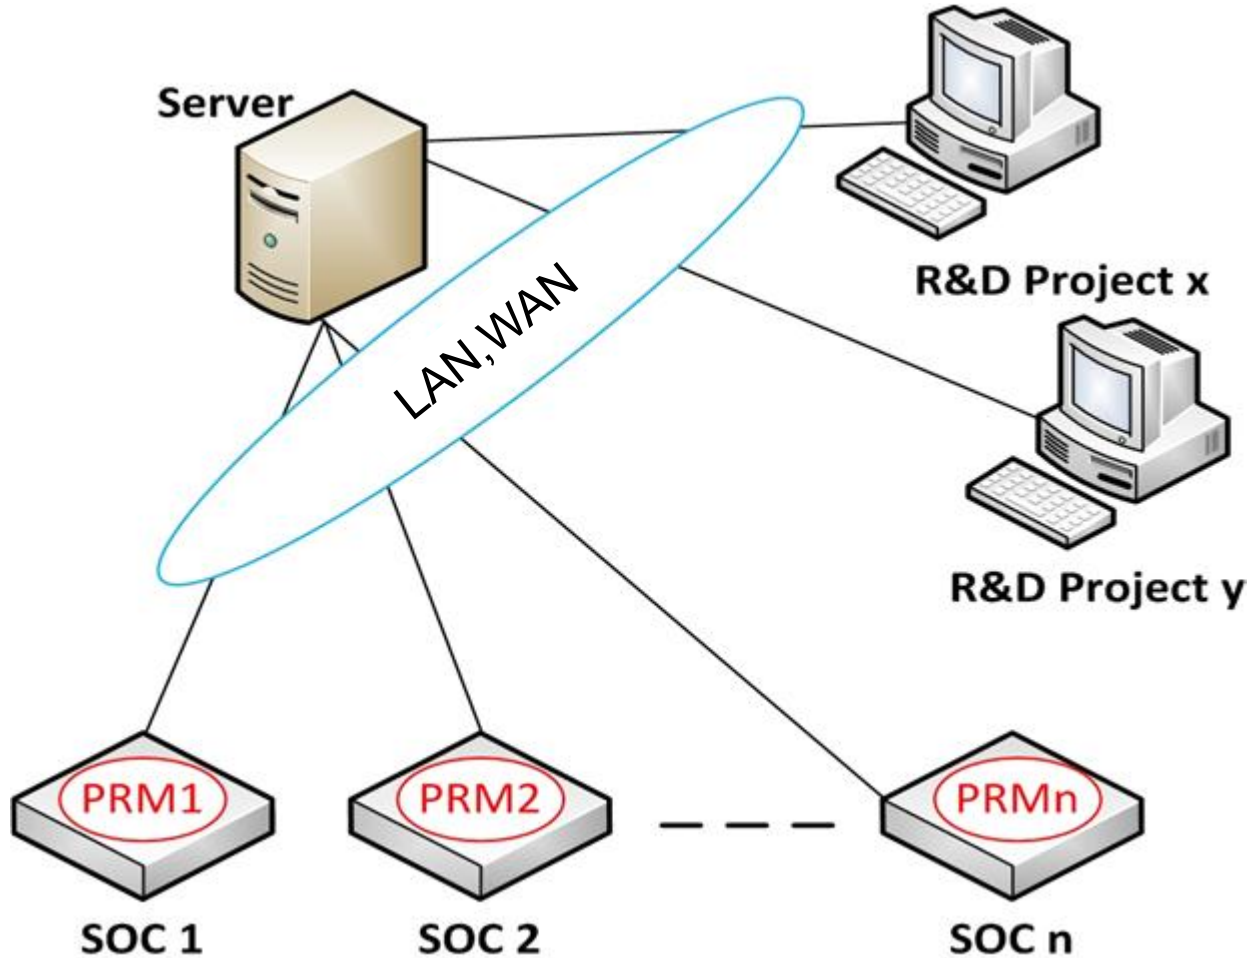 Server
R&D Project x
LAN,WAN
R&D Project y
PRM1
PRM2
PRMn
SOC 1
SOC 2
SOC n